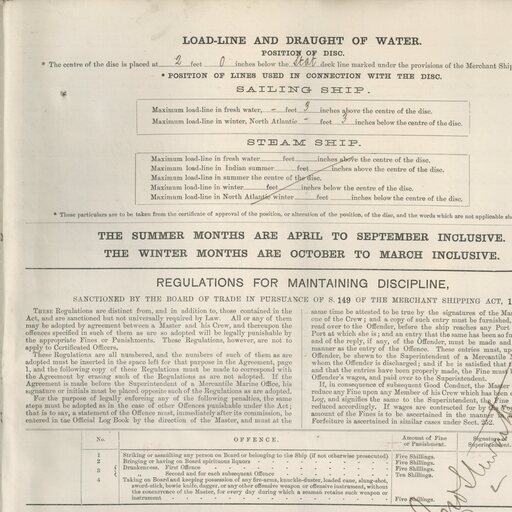 LOAD-LINE AND DRAUGHT OF WATER.
POSITION OF DISC.
* The centre of the disc is placed at 2 feet 0 inches below the Stat deck line marked under the provisions of the Merchant Ship
* POSITION OF LINES USED IN CONNECTION WITH THE DISC.
SAILING SHIP.
Maximum load-line in fresh water, - feet 3 inches above the centre of the disc.
Maximum load-line in winter, North Atlantic - feet 3 inches below the centre of the disc.
STEAM SHIP.
Maximum load-line in fresh water feet inches above the centre of the disc.
Maximum load-line in Indian summer feet inches above the centre of the disc.
Maximum load-line in summer the centre of the disc.
Maximum load-line in winter feet inches below the centre of the disc.
Maximum load-line in North Atlantic winter feet inches below the centre of the disc.
* These particulars are to be taken from the certificate of approval of the position, or alteration of the position, of the disc, and the words which are not applicable sh
THE SUMMER MONTHS ARE APRIL TO SEPTEMBER INCLUSIVE.
THE WINTER MONTHS ARE OCTOBER TO MARCH INCLUSIVE.
REGULATIONS FOR MAINTAINING DISCIPLINE,
SANCTIONED BY THE BOARD OF TRADE IN PURSUANCE OF S. 149 OF THE MERCHANT SHIPPING ACT, 1
THESE Regulations are distinct from, and in addition to, those contained in the
Act, and are sanctioned but not universally required by Law. All or any of them
may be adopted by agreement between a Master and his Crew, and thereupon the
offences specified in such of them as are so adopted will be legally punishable by
the appropriate Fines or Punishments. These Regulations, however, are not to
apply to Certificated Officers.
These Regulations are all numbered, and the numbers of such of them as are
adopted must be inserted in the space left for that purpose in the Agreement, page
1, and the following copy of these Regulations must be made to correspond with
the Agreement by erasing such of the Regulations as are not adopted. If the
Agreement is made before the Superintendent of a Mercantile Marine Office, his
signature or initials must be placed opposite such of the Regulations as are adopted.
For the purpose of legally enforcing any of the following penalties, the same
steps must be adopted as in the case of other Offences punishable under the Act;
that is to say, a statement of the Offence must, immediately after its commission,
entered in the Official Log Book by the direction of the Master, and must at the
same time be attested to be true by the signatures of the Mas
one of the Crew; and a copy of such entry must be furnished,
read over to the Offender, before the ship reaches any Port
Port at which she is; and an entry that the same has been so fur
and of the reply, if any, of the Offender, must be made and
manner as the entry of the Offence. These entries must, up
Offence, be shewn to the Superintendent of a Mercantile
whom the Offender is discharged; and if he is satisfied that
and that the entries have been properly made, the Fine must
Offender's wages, and paid over to the Superintendent.
If, in consequence of subsequent Good Conduct, the Master
reduce any Fine upon any Member of his Crew which has been
Log, and signifies the same to the Superintendent, the Fine
reduced accordingly. If wages are contracted for by the
amount of the Fines is to be ascertained in the manner in
Forfeiture is ascertained in similar cases under Sect. 252.
No. OFFENCE. Amount of Fine or Punishment. Signature of Superintendent.
1 Striking or assaulting any person on Board or belonging to the Ship (if not otherwise prosecuted) Five Shillings.
2 Bringing or having on Board spirituous liquors Five Shillings.
3 Drunkenness. First Offence Five Shillings.
Second and for each subsequent Offence Ten Shillings.
4 Taking on Board and keeping possession of any fire-arms, knuckle-duster, loaded cane, slung-shot,
sword-stick, bowie knife, dagger, or any other offensive weapon or offensive instrument, without
the concurrence of the Master, for every day during which a seaman retains such weapon or
instrument Five Shillings.